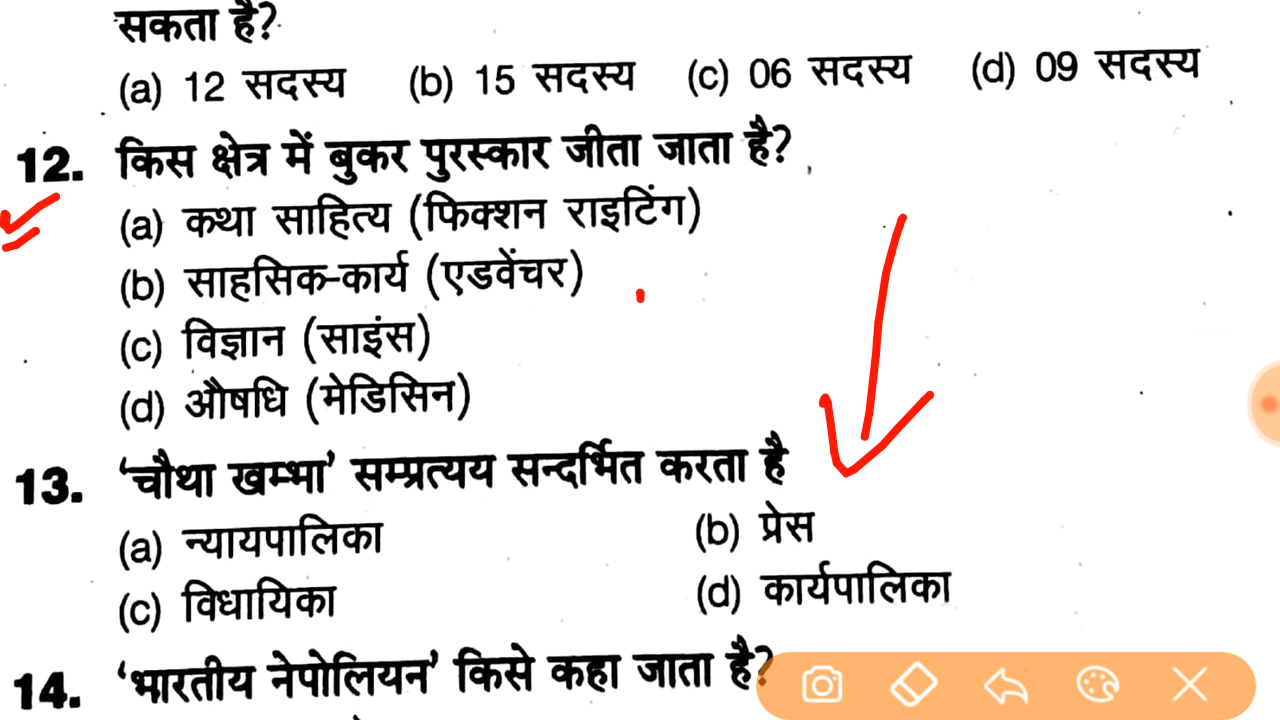 सकता है?
(a) 12 सदस्य (b) 15 सदस्य (c) 06 सदस्य (d) 09 सदस्य
12. किस क्षेत्र में बुकर पुरस्कार जीता जाता है?
(a) कथा साहित्य (फिक्शन राइटिंग)
(b) साहसिक-कार्य (एडवेंचर)
(c) विज्ञान (साइंस)
(d) औषधि (मेडिसिन)
13. 'चौथा खम्भा' सम्प्रत्यय सन्दर्भित करता है
(a) न्यायपालिका (b) प्रेस
(c) विधायिका (d) कार्यपालिका
14. 'भारतीय नेपोलियन' किसे कहा जाता है?